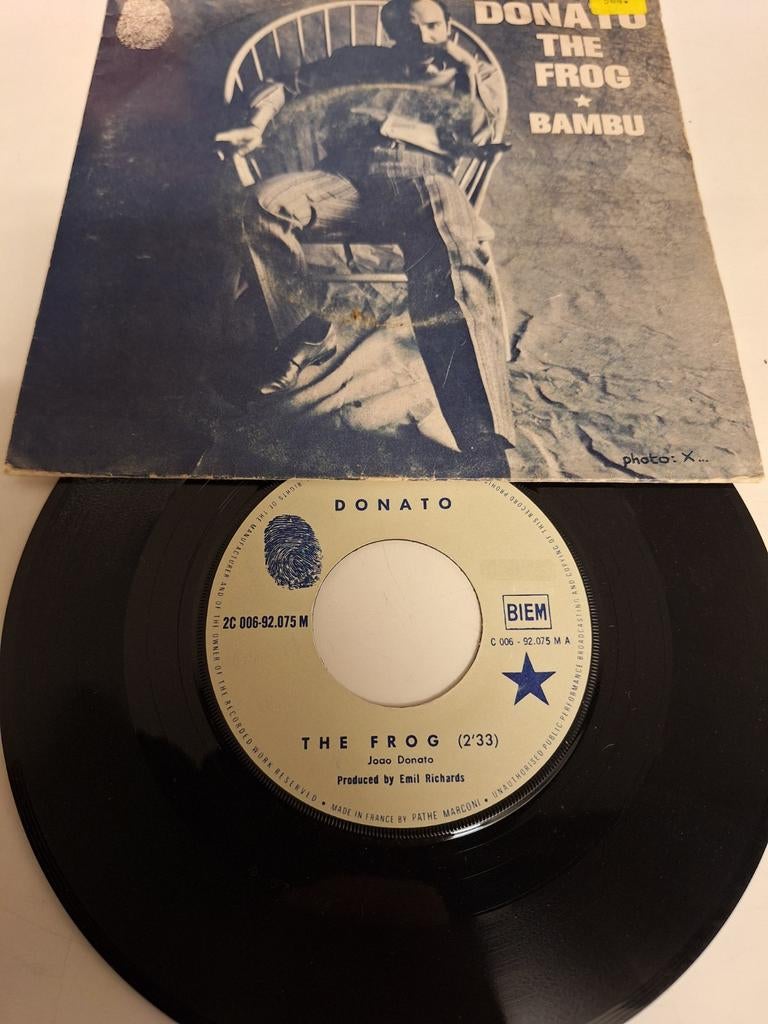 DONATO
THE
FROG
★
BAMBU
photo: X...
DONATO
BIEM
2C 006-92.075 M
C 006 - 92.075 M A
THE FROG (2'33)
Joao Donato
Produced by Emil Richards
RIGHTS OF THE MANUFACTURER AND OF THE OWNER OF THE RECORDED WORK RESERVED • MADE IN FRANCE BY PATHE MARCONI • UNAUTHORISED PUBLIC PERFORMANCE BROADCASTING AND COPYING OF THIS RECORD PROHIBITED